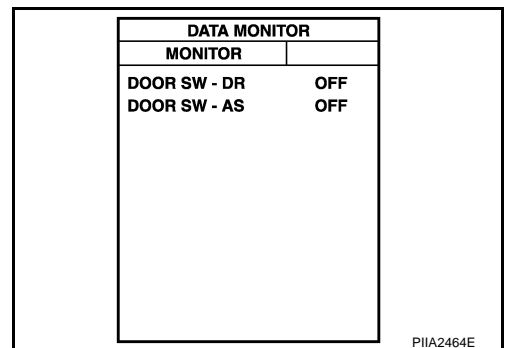 DATA MONITOR
MONITOR
DOOR SW - DR OFF
DOOR SW - AS OFF
PIIA2464E